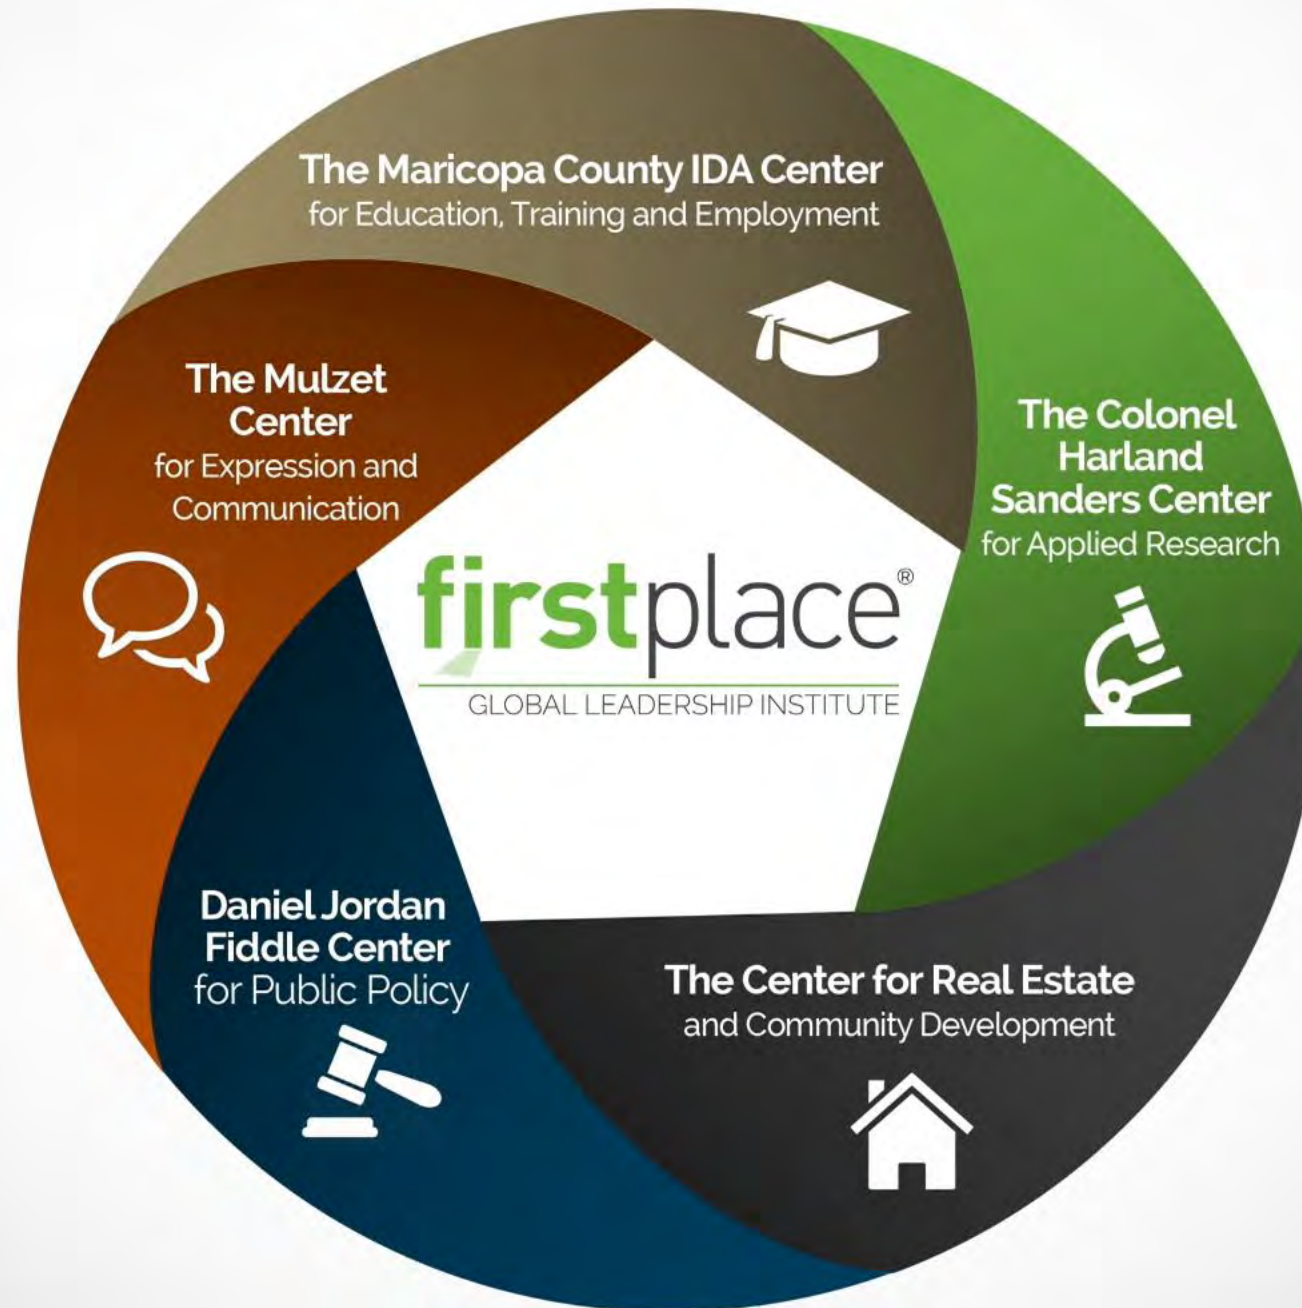 The Maricopa County IDA Center
for Education, Training and Employment
The Mulzet
Center
for Expression and
Communication
The Colonel
Harland
Sanders Center
for Applied Research
firstplace®
GLOBAL LEADERSHIP INSTITUTE
Daniel Jordan
Fiddle Center
for Public Policy
The Center for Real Estate
and Community Development